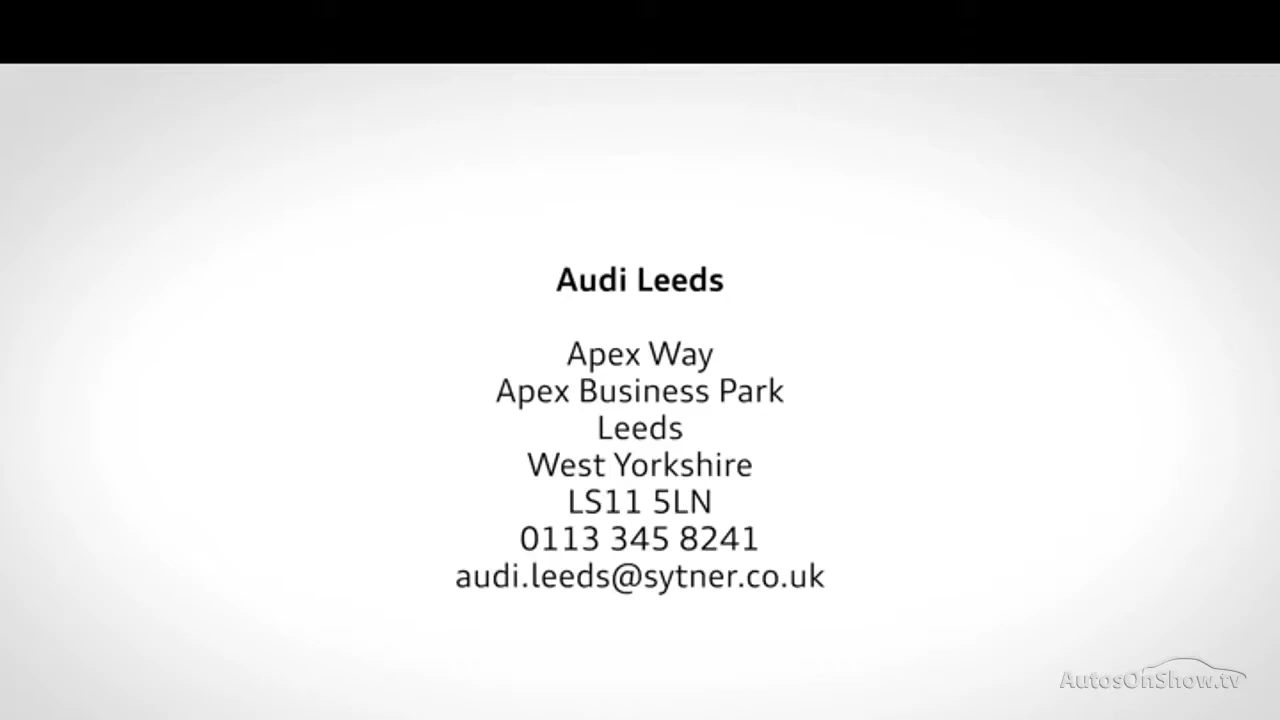 Audi Leeds
Apex Way
Apex Business Park
Leeds
West Yorkshire
LS11 5LN
0113 345 8241
audi.leeds@sytner.co.uk
AutosOnShow.tv